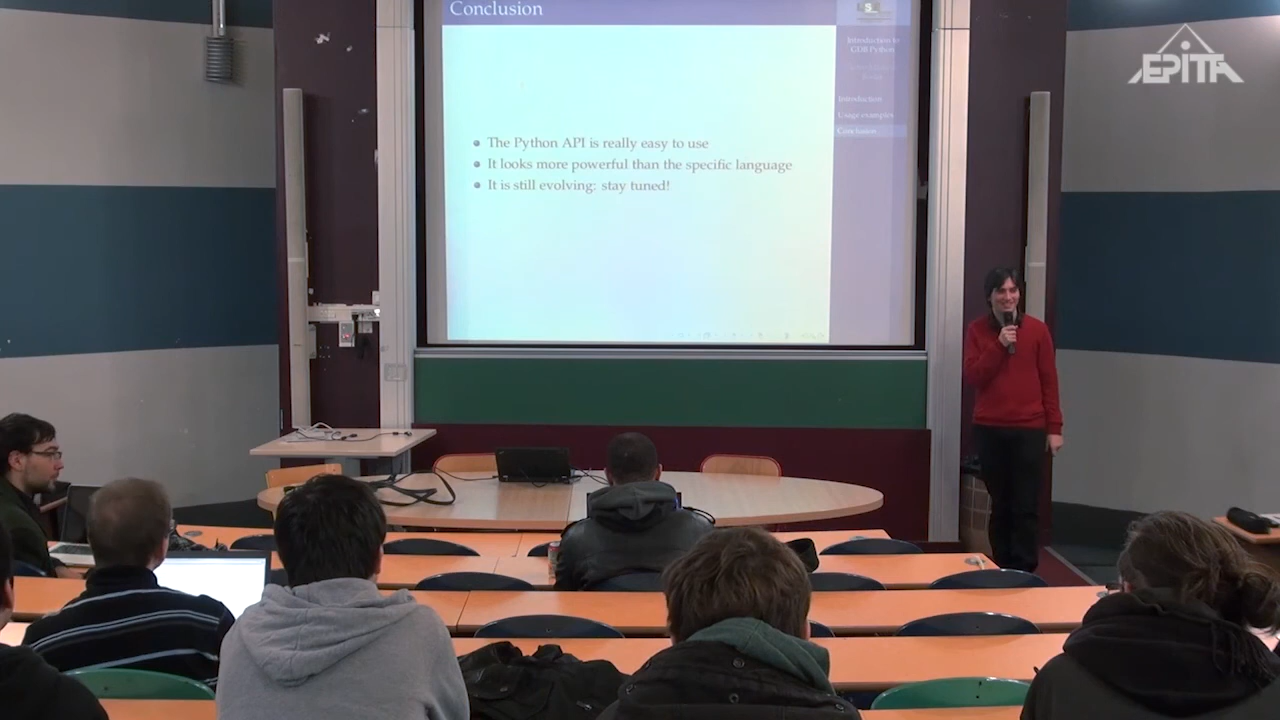 Conclusion
S
Introduction to
GDB Python
Introduction
Usage examples
Conclusion
The Python API is really easy to use
It looks more powerful than the specific language
It is still evolving: stay tuned!
EPITA